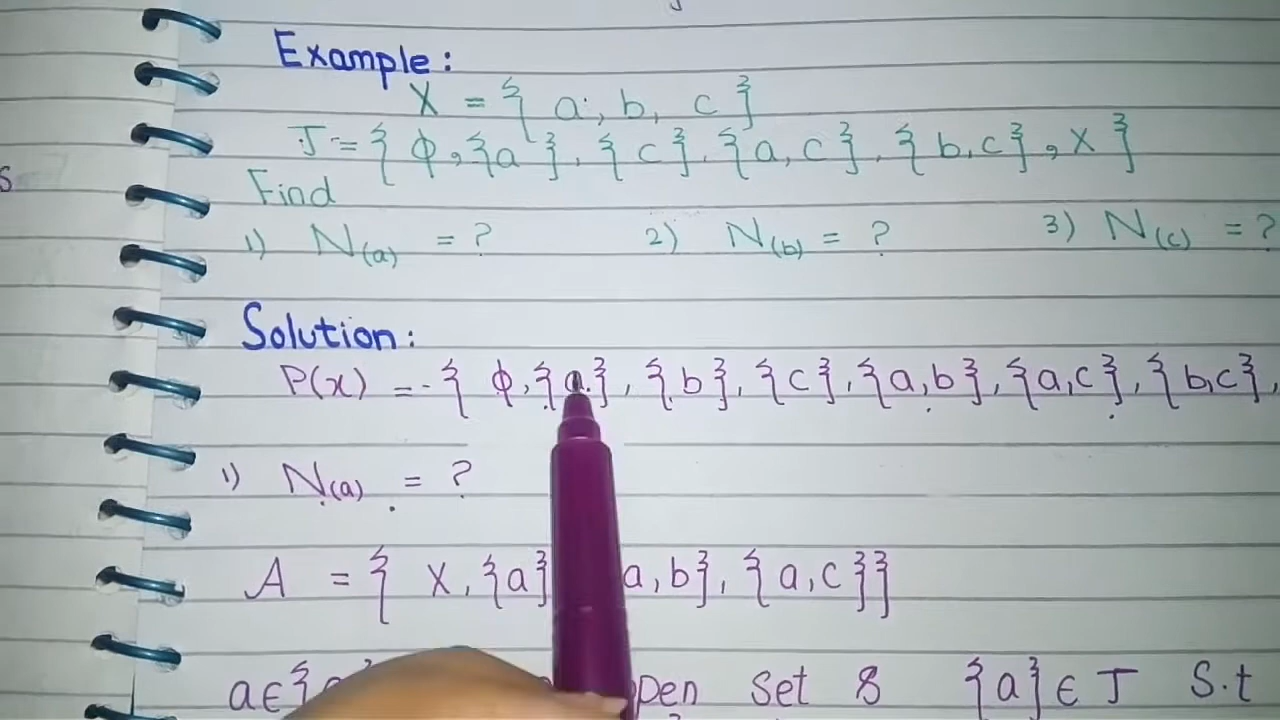 Example:
X = { a, b, c }
J = { ϕ, {a}, {c}, {a, c}, {b, c}, X }
Find
1) N(a) = ? 2) N(b) = ? 3) N(c) = ?
Solution:
P(x) = { ϕ, {a}, {b}, {c}, {a, b}, {a, c}, {b, c},
1) N(a) = ?
A = { X, {a} a, b}, {a, c}}
a ∈ { pen set & {a} ∈ J S.t